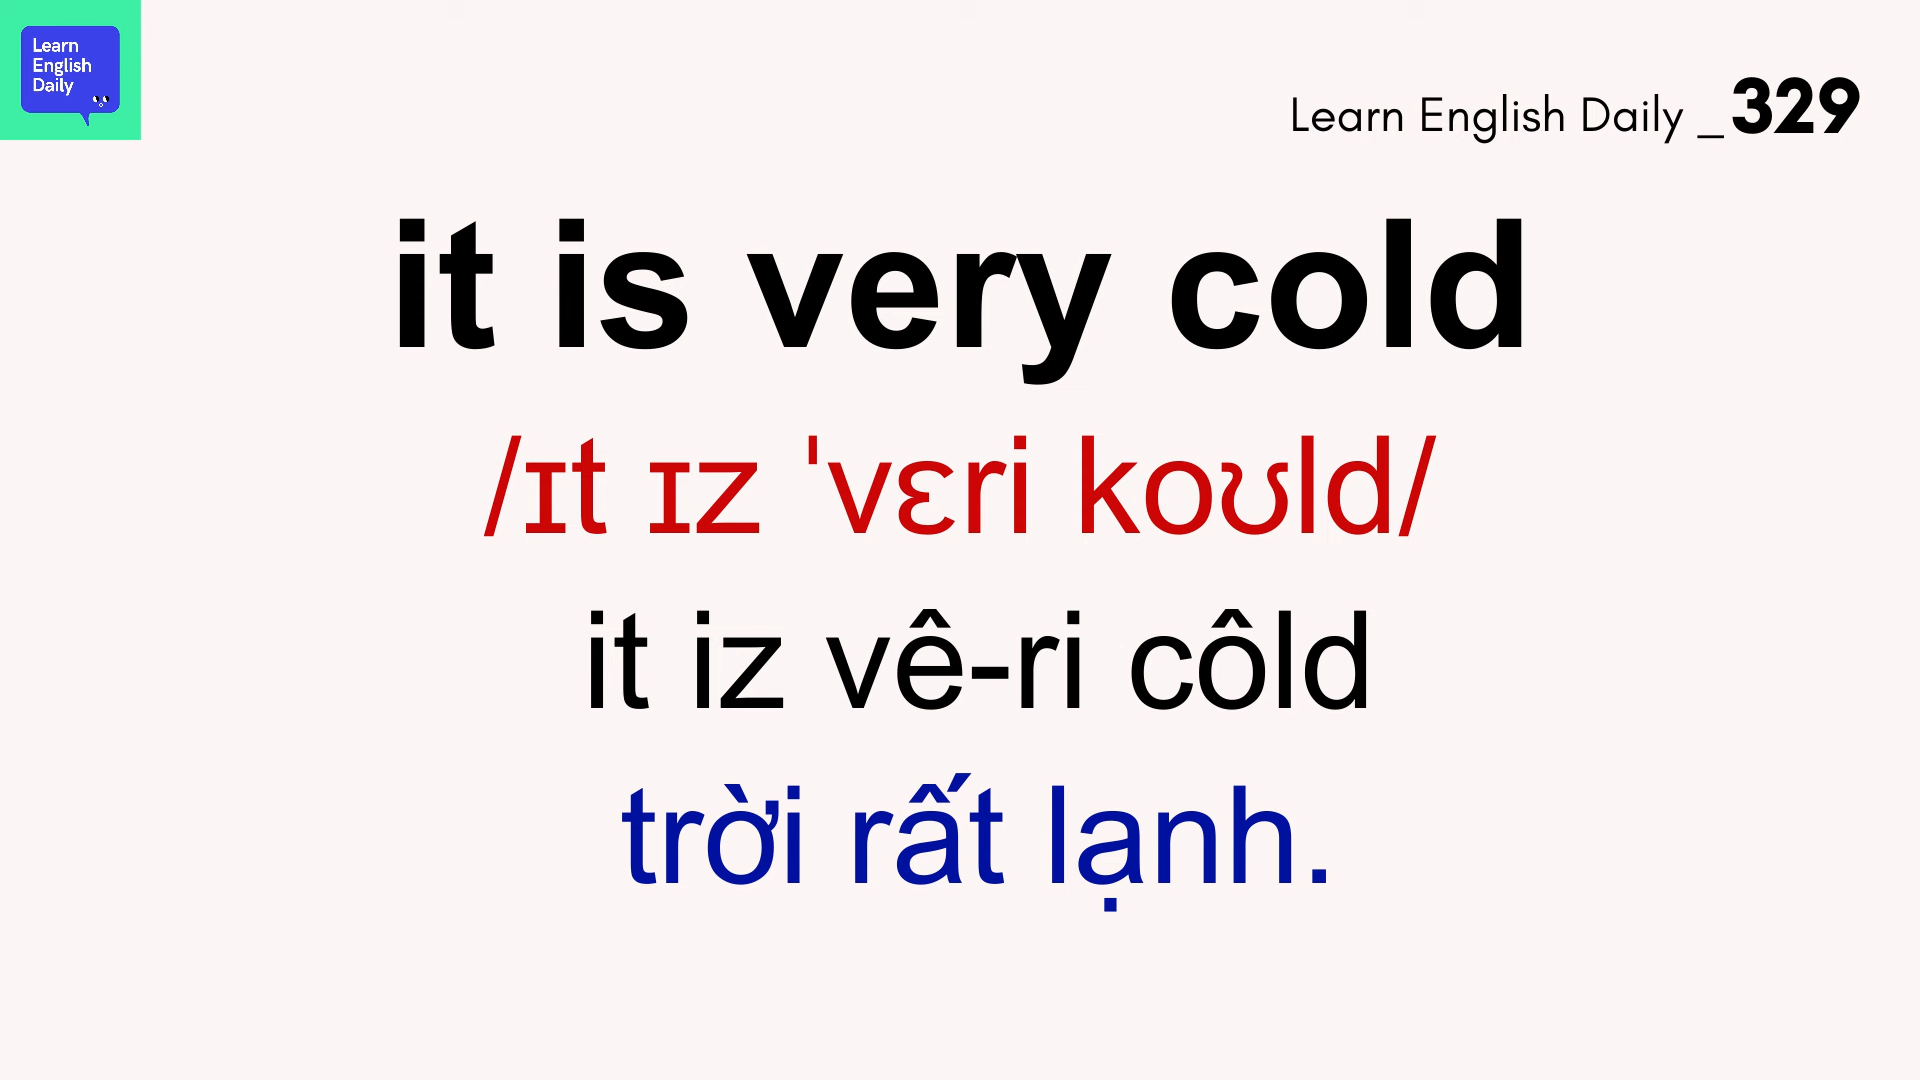 Learn
English
Daily
Learn English Daily _329
it is very cold
/ɪt ɪz ˈvɛri koʊld/
it iz vê-ri côld
trời rất lạnh.